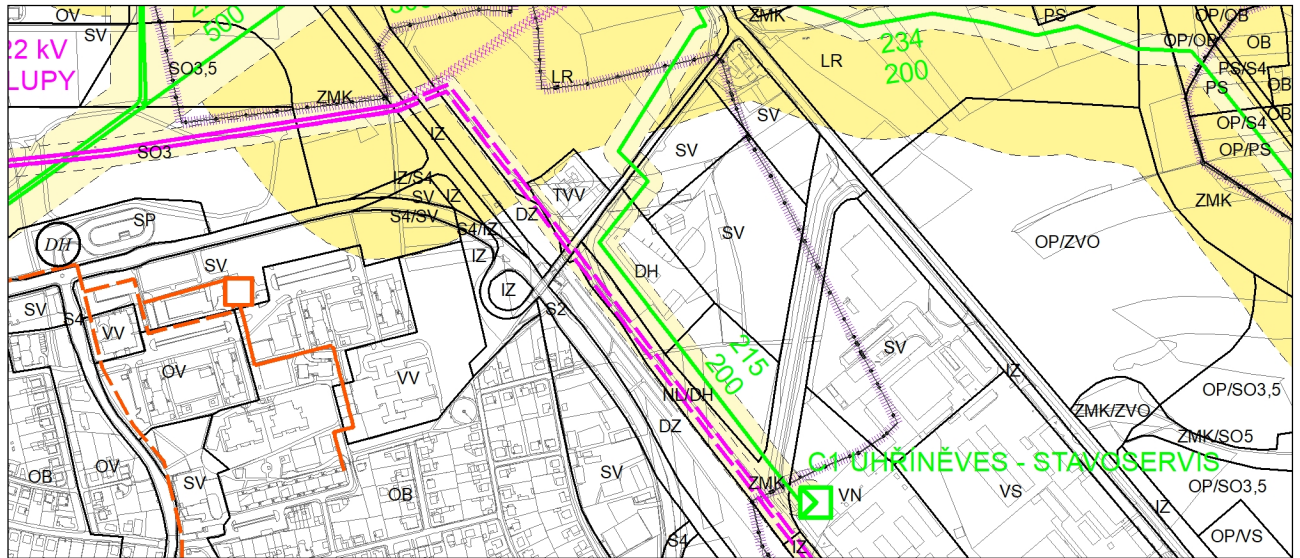 OV
SV
500
22 kV
LUPY
SO3,5
ZMK
LR
IZ
SO3
ZMK
234
200
LR
PS
OP/OB
OP/OB
OB
PS/S4
PS
OB
OP/S4
OB
OP/PS
ZMK
SV
SV
IZ/S4
SV
IZ
S4/SV
TVV
DZ
S4/IZ
IZ
SP
DH
SV
SV
DH
OP/ZVO
IZ
SV
S4
VV
S2
OV
VV
215
200
SV
IZ
NL/DH
DZ
OP/SO3,5
ZMK/ZVO
ZMK/SO5
C1 UHŘÍNĚVES - STAVOSERVIS
OB
OV
SV
OB
SV
ZMK
VN
VS
OP/SO3,5
IZ
OP/VS
S4
IZ